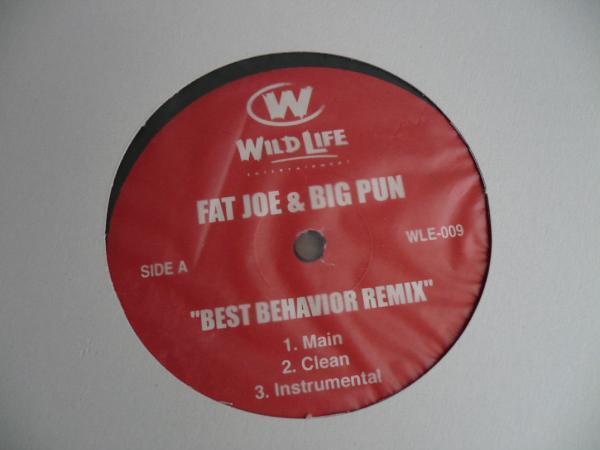 W
WILD LIFE
ENTERTAINMENT
FAT JOE & BIG PUN
SIDE A
WLE-009
"BEST BEHAVIOR REMIX"
1. Main
2. Clean
3. Instrumental